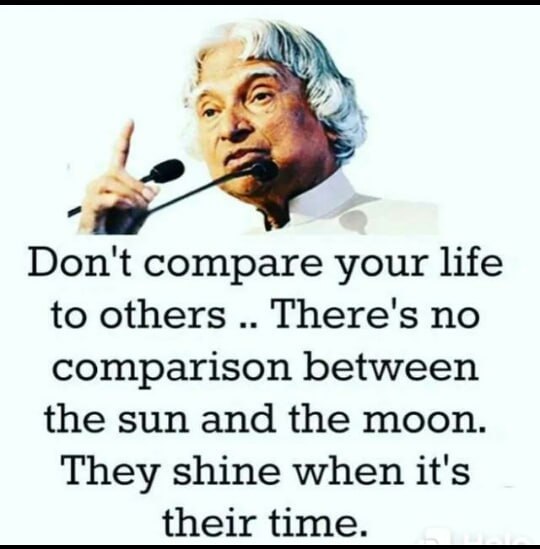 Don't compare your life
to others .. There's no
comparison between
the sun and the moon.
They shine when it's
their time.